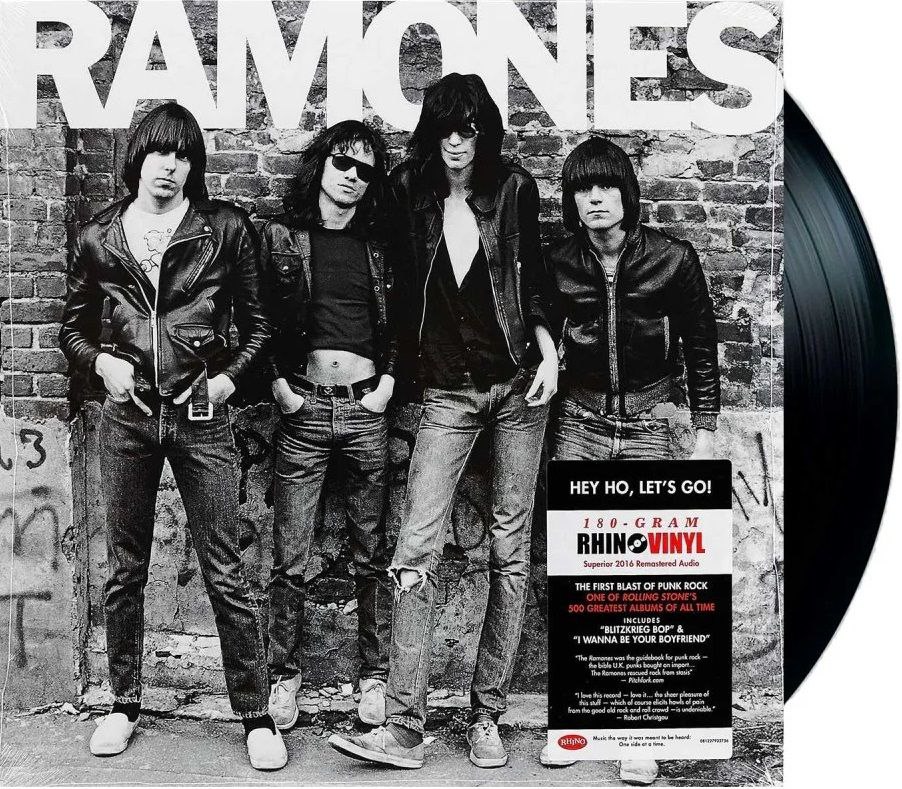 RAMONES
HEY HO, LET'S GO!
180-GRAM
RHINO VINYL
Superior 2016 Remastered Audio
THE FIRST BLAST OF PUNK ROCK
ONE OF ROLLING STONE'S
500 GREATEST ALBUMS OF ALL TIME
INCLUDES
"BLITZKRIEG BOP" &
"I WANNA BE YOUR BOYFRIEND"
"The Ramones was the guidebook for punk rock —
the bible U.K. punks bought on import...
The Ramones rescued rock from stasis"
— Pitchfork.com
"I love this record — love it... the sheer pleasure of
this stuff — which of course elicits howls of pain
from the good old rock and roll crowd —is undeniable."
— Robert Christgau
RHINO
Music the way it was meant to be heard:
One side at a time.
081227932756